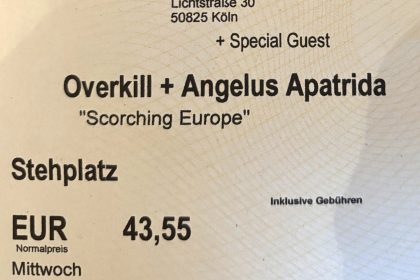 Lichtstraße 30
50825 Köln
+ Special Guest
Overkill + Angelus Apatrida
"Scorching Europe"
Stehplatz
Inklusive Gebühren
EUR 43,55
Normalpreis
Mittwoch